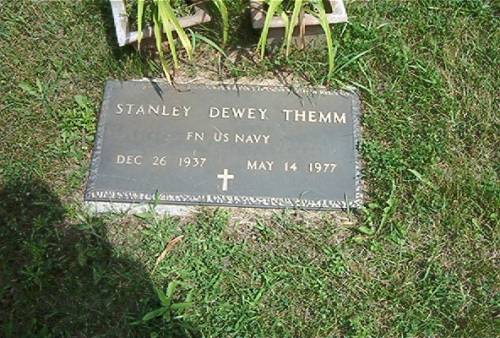 STANLEY DEWEY THEMM
FN US NAVY
DEC 26 1937 MAY 14 1977